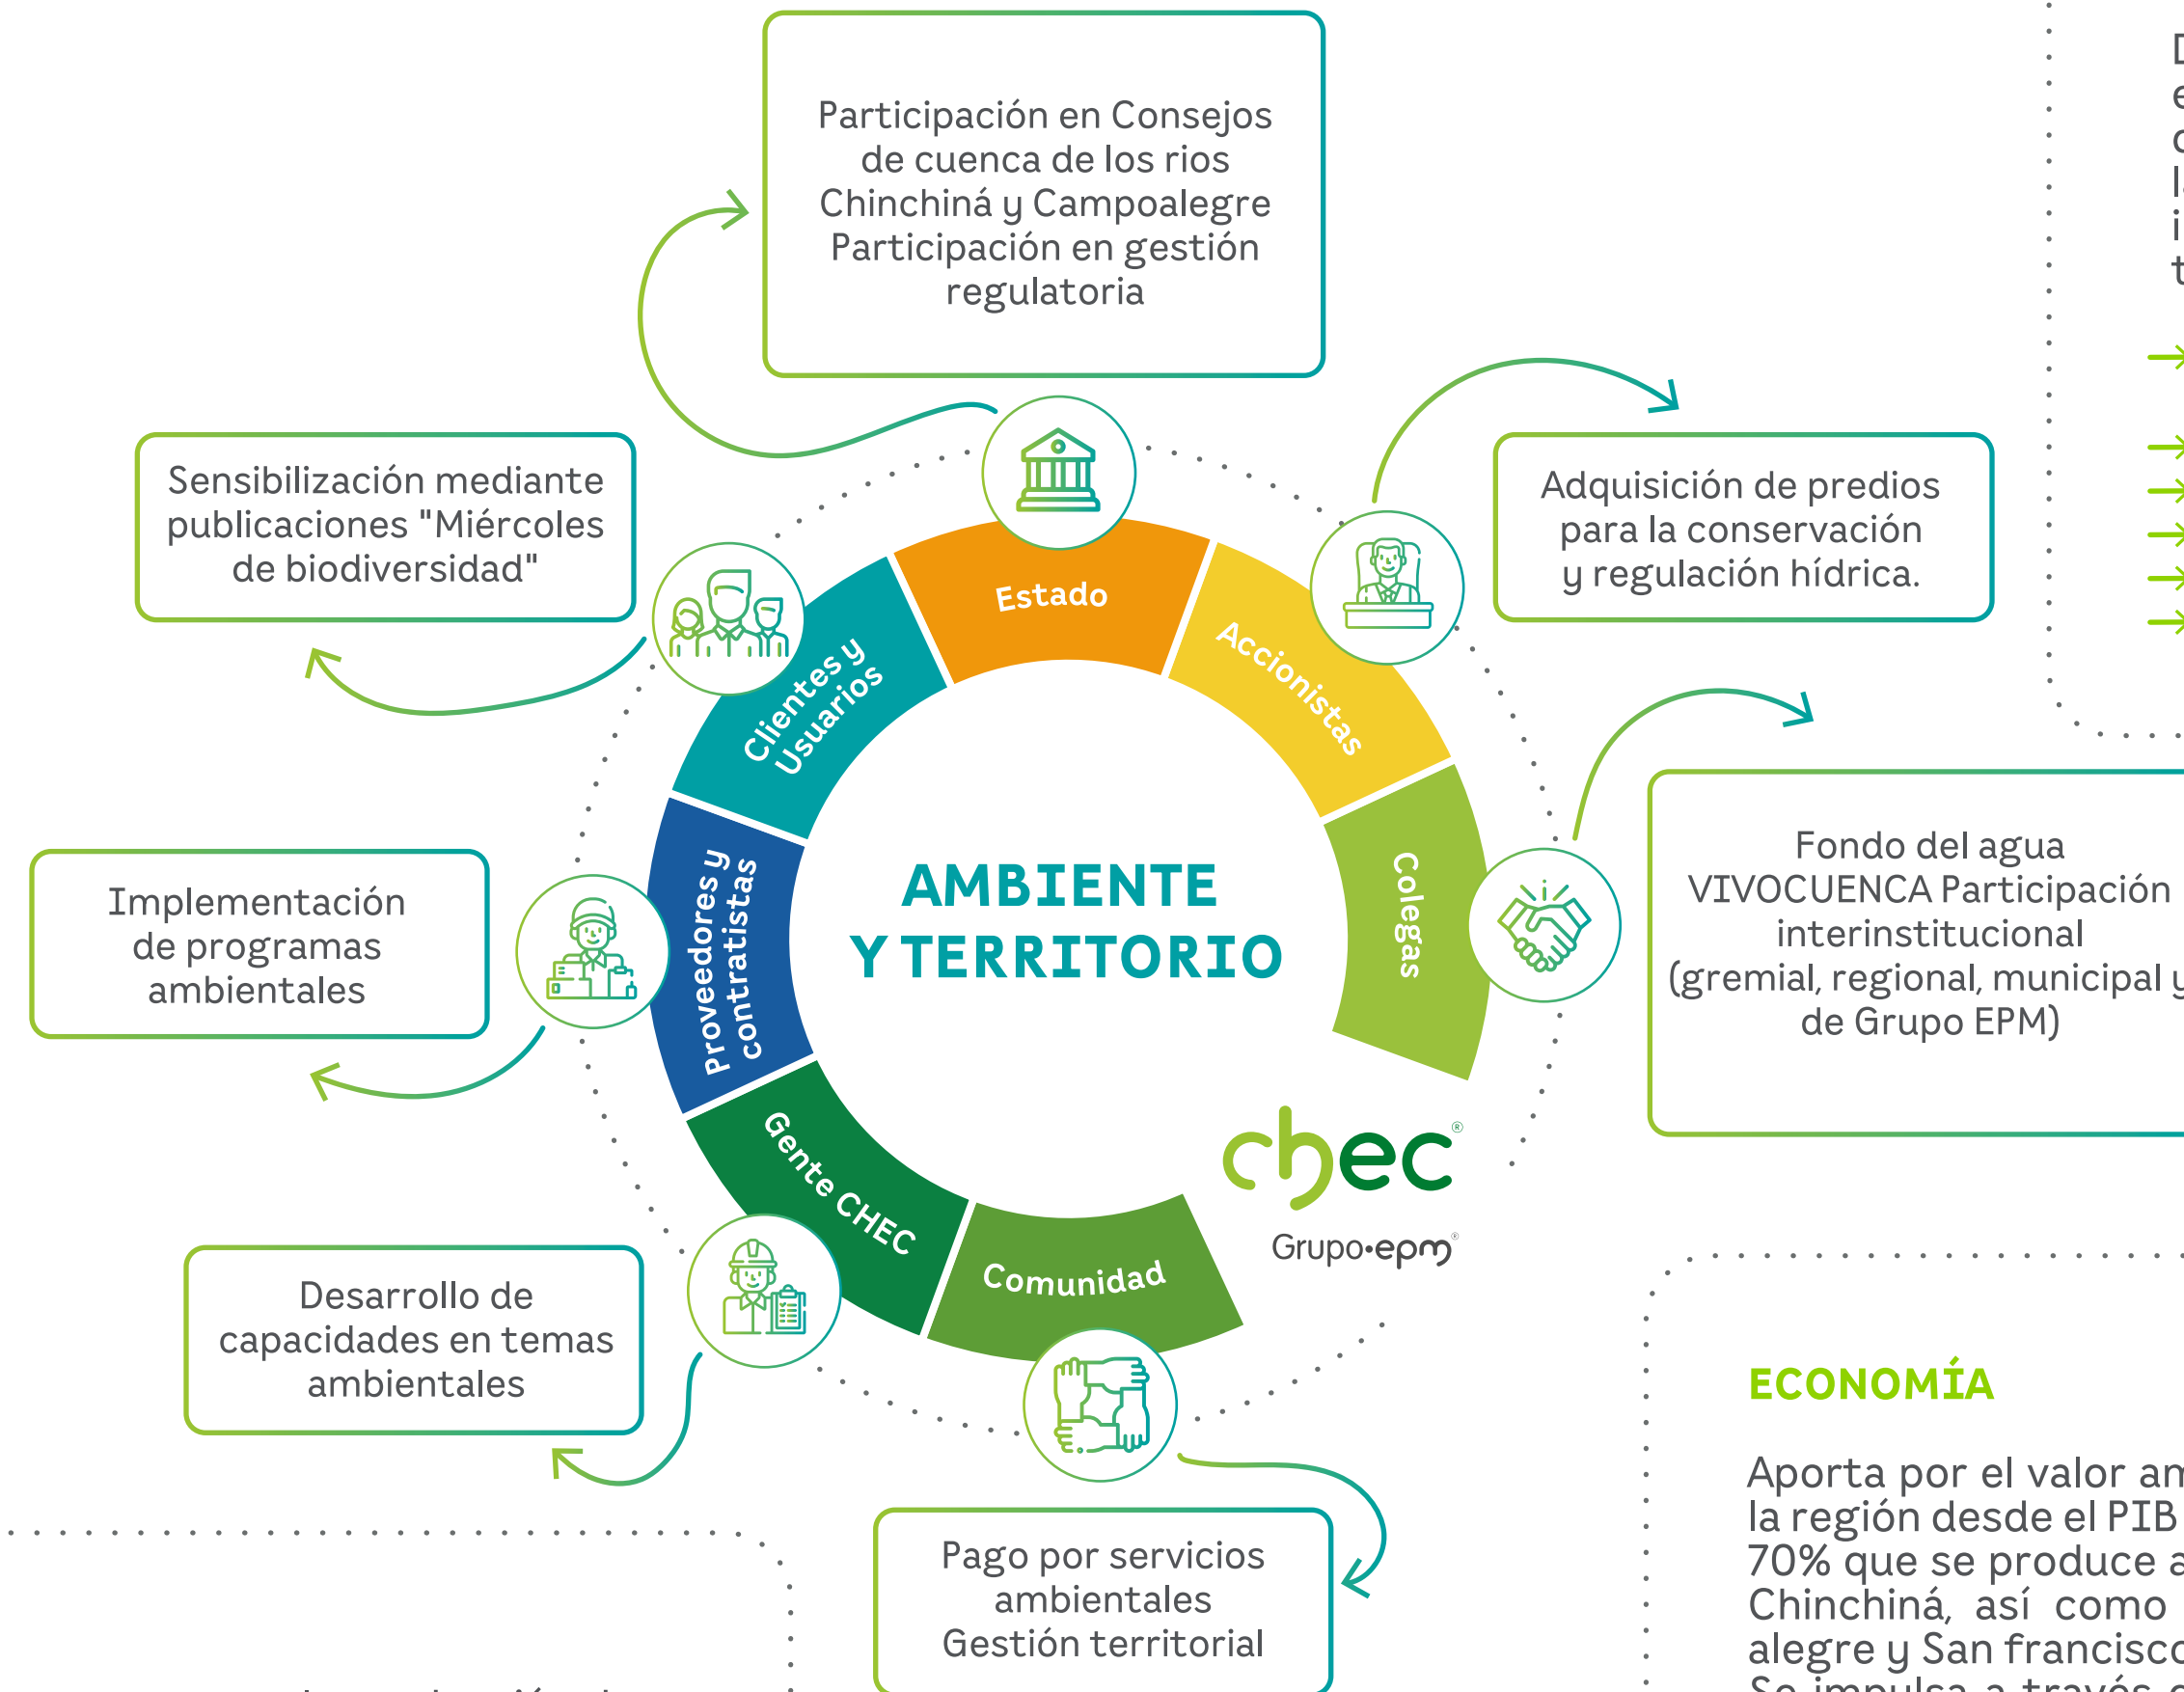 Participación en Consejos
de cuenca de los rios
Chinchiná y Campoalegre
Participación en gestión
regulatoria
Sensibilización mediante
publicaciones "Miércoles
de biodiversidad"
Adquisición de predios
para la conservación
y regulación hídrica.
Estado
Accionistas
Clientes y
Usuarios
Fondo del agua
VIVOCUENCA Participación
interinstitucional
(gremial, regional, municipal y
de Grupo EPM)
Colegas
AMBIENTE
Y TERRITORIO
Proveedores y
contratistas
Implementación
de programas
ambientales
Gente CHEC
chec®
Grupo·epm®
Comunidad
Desarrollo de
capacidades en temas
ambientales
Pago por servicios
ambientales
Gestión territorial
ECONOMÍA
Aporta por el valor
la región desde el PIB
70% que se produce
Chinchiná, así como
alegre y San francisco
Se impulsa a través